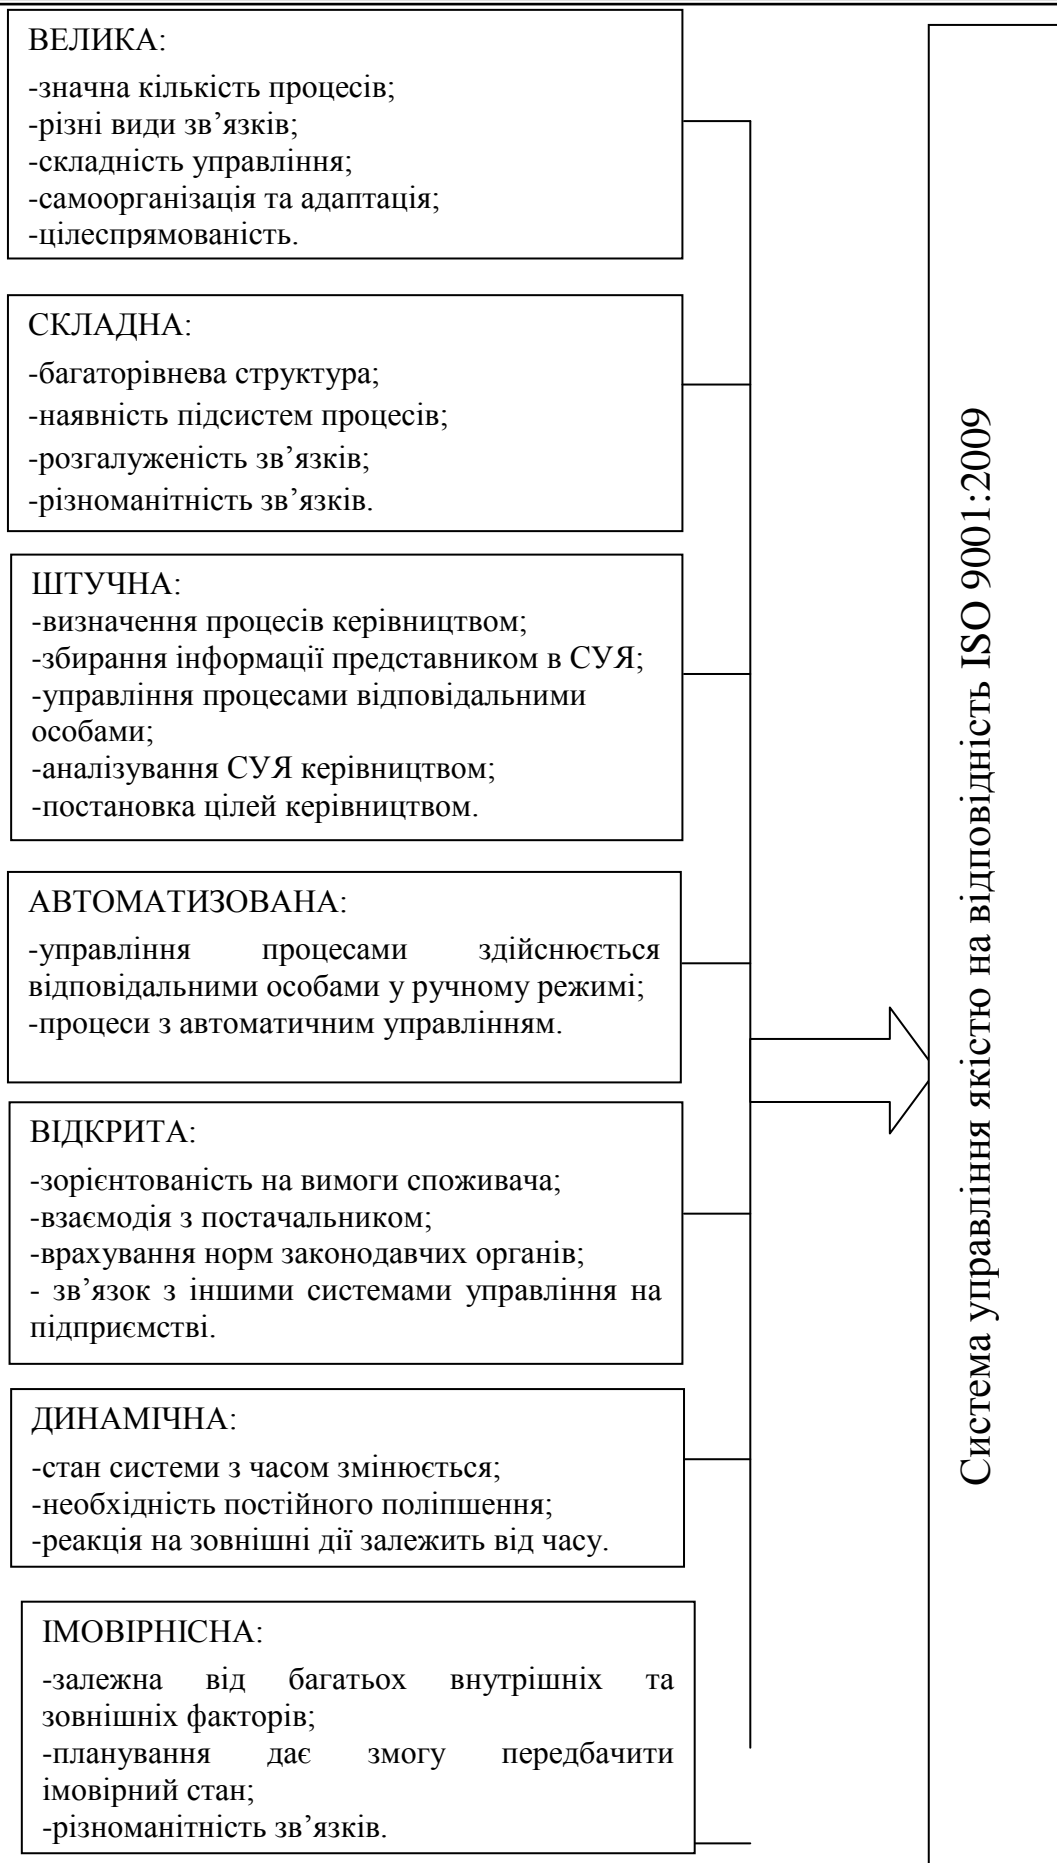 ВЕЛИКА:
-значна кількість процесів;
-різні види зв’язків;
-складність управління;
-самоорганізація та адаптація;
-цілеспрямованість.
СКЛАДНА:
-багаторівнева структура;
-наявність підсистем процесів;
-розгалуженість зв’язків;
-різноманітність зв’язків.
ШТУЧНА:
-визначення процесів керівництвом;
-збирання інформації представником в СУЯ;
-управління процесами відповідальними
особами;
-аналізування СУЯ керівництвом;
-постановка цілей керівництвом.
АВТОМАТИЗОВАНА:
-управління процесами здійснюється
відповідальними особами у ручному режимі;
-процеси з автоматичним управлінням.
ВІДКРИТА:
-зорієнтованість на вимоги споживача;
-взаємодія з постачальником;
-врахування норм законодавчих органів;
- зв’язок з іншими системами управління на
підприємстві.
ДИНАМІЧНА:
-стан системи з часом змінюється;
-необхідність постійного поліпшення;
-реакція на зовнішні дії залежить від часу.
ІМОВІРНІСНА:
-залежна від багатьох внутрішніх та
зовнішніх факторів;
-планування дає змогу передбачити
імовірний стан;
-різноманітність зв’язків.
Система управління якістю на відповідність ISO 9001:2009